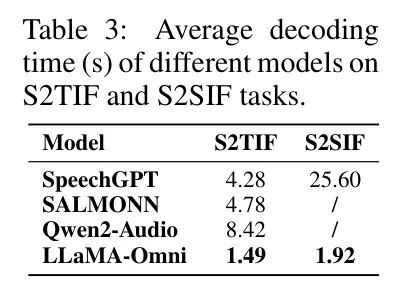 Table 3: Average decoding
time (s) of different models on
S2TIF and S2SIF tasks.
Model S2TIF S2SIF
SpeechGPT 4.28 25.60
SALMONN 4.78 /
Qwen2-Audio 8.42 /
LLaMA-Omni 1.49 1.92